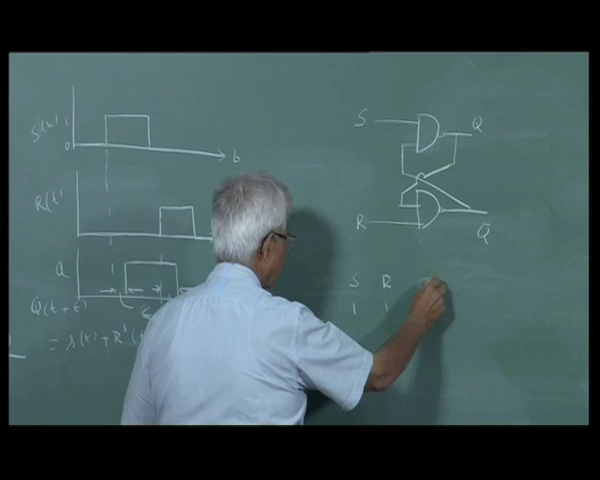 S(t)
1
0
t
R(t)
Q
Q(t + τ)
τ
= S(t) + R'(t
S
Q
R
Q̄
S R
1 1